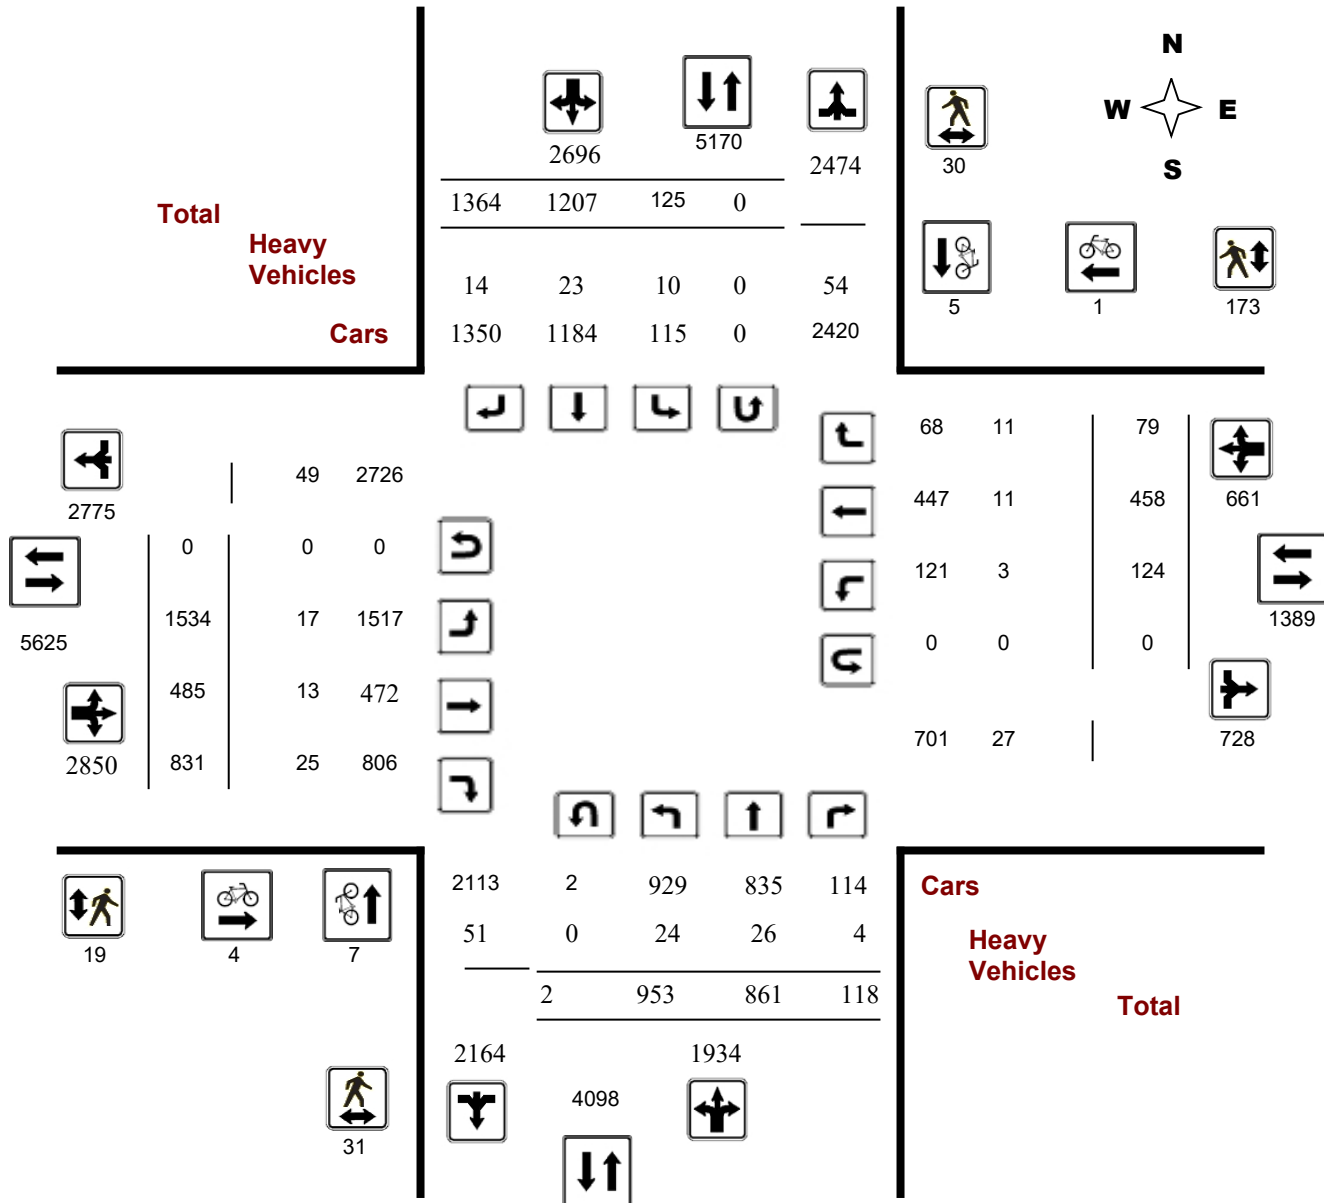 N
W E
S
2696
5170
2474
30
1364 1207 125 0
Total
Heavy
Vehicles
14 23 10 0 54
5 1 173
Cars
1350 1184 115 0 2420
68 11 79
49 2726
447 11 458
661
2775
0 0 0
121 3 124
1534 17 1517
1389
5625
0 0 0
485 13 472
701 27
728
2850
831 25 806
2113 2 929 835 114
Cars
51 0 24 26 4
Heavy
Vehicles
19 4 7
2 953 861 118
Total
2164
1934
4098
31